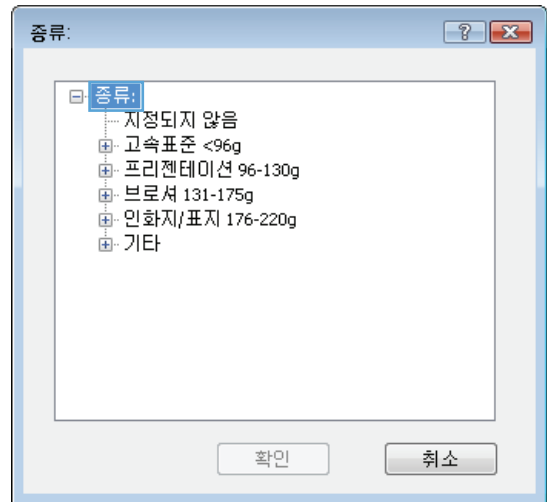 종류:
종류:
지정되지 않음
고속표준 <96g
프리젠테이션 96-130g
브로셔 131-175g
인화지/표지 176-220g
기타
확인 취소